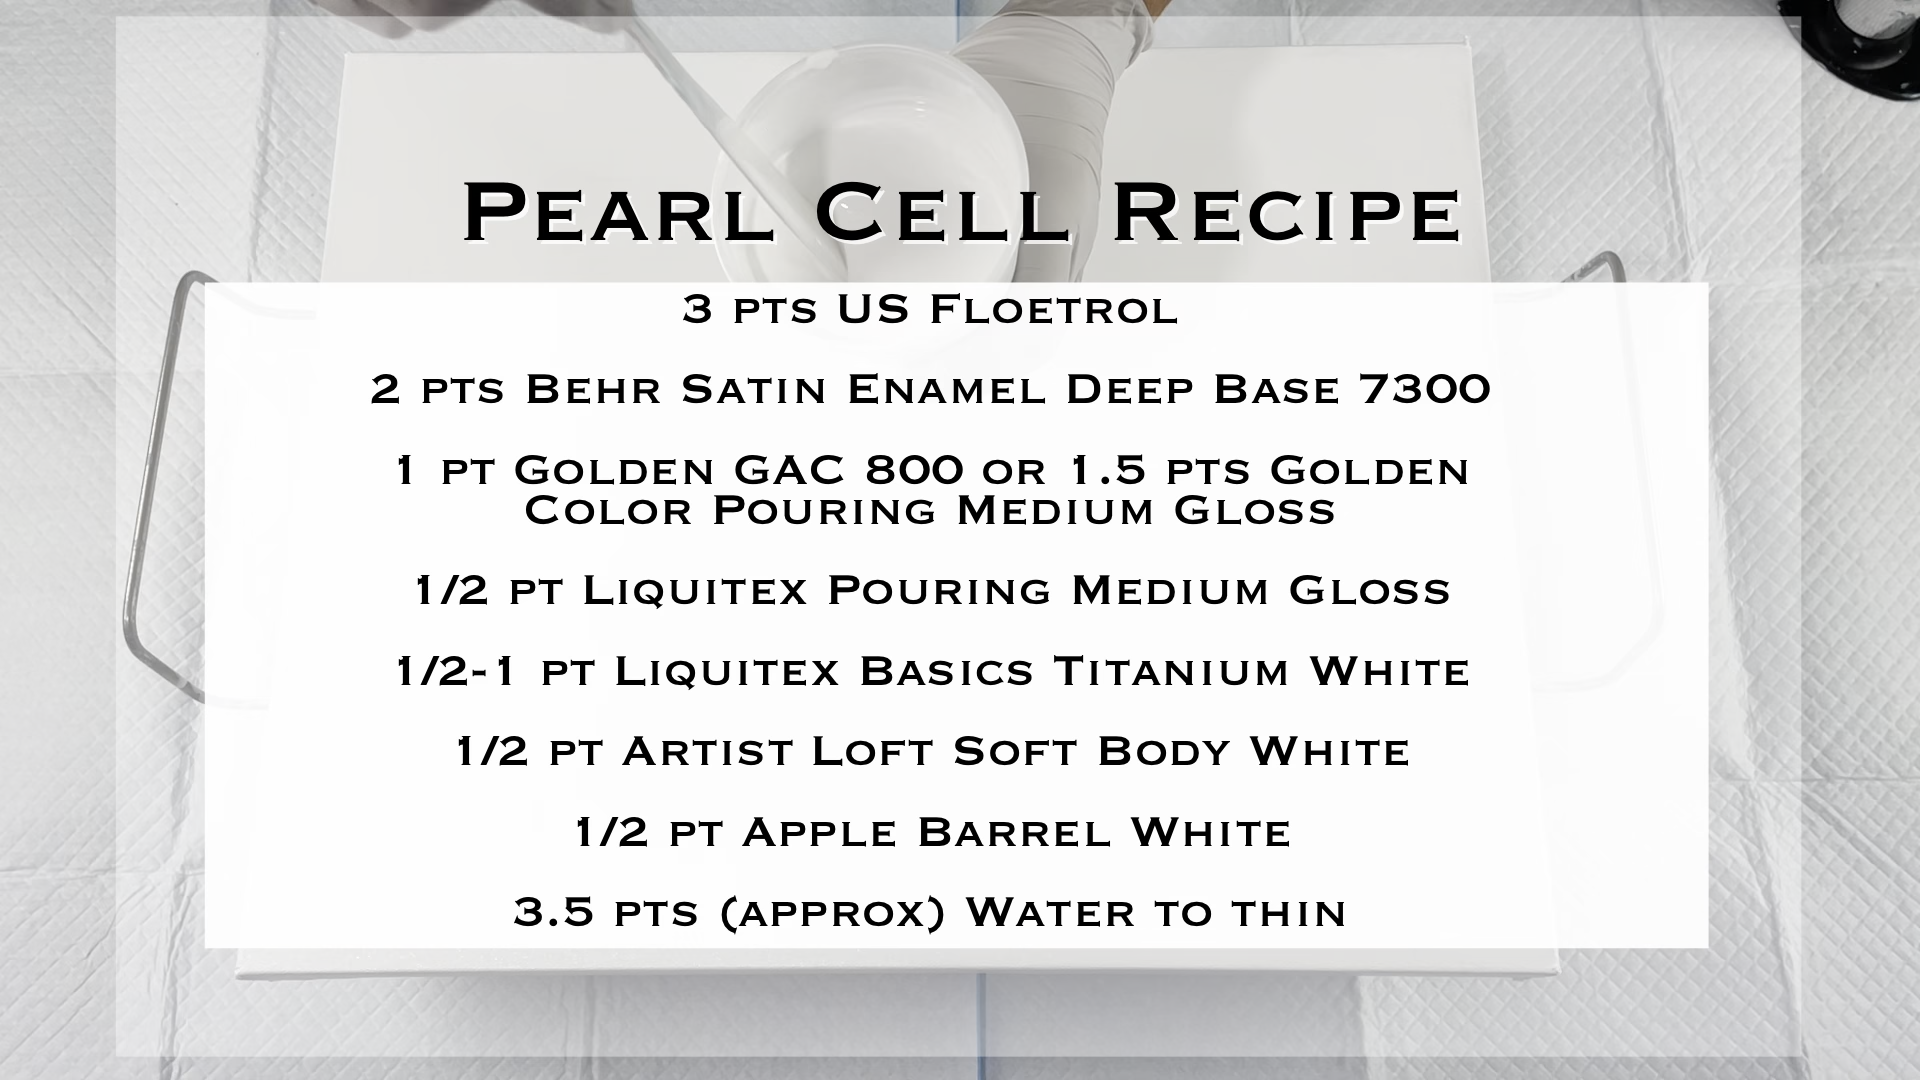 Pearl Cell Recipe
3 pts US Floetrol
2 pts Behr Satin Enamel Deep Base 7300
1 pt Golden GAC 800 or 1.5 pts Golden
Color Pouring Medium Gloss
1/2 pt Liquitex Pouring Medium Gloss
1/2-1 pt Liquitex Basics Titanium White
1/2 pt Artist Loft Soft Body White
1/2 pt Apple Barrel White
3.5 pts (approx) Water to thin